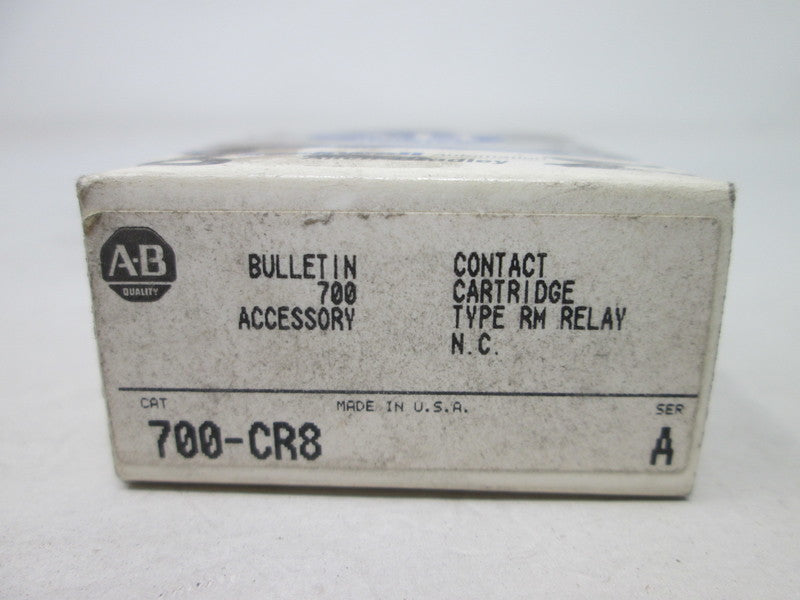 A-B
QUALITY
BULLETIN
700
ACCESSORY
CONTACT
CARTRIDGE
TYPE RM RELAY
N.C.
CAT
MADE IN U.S.A.
SER
700-CR8
A